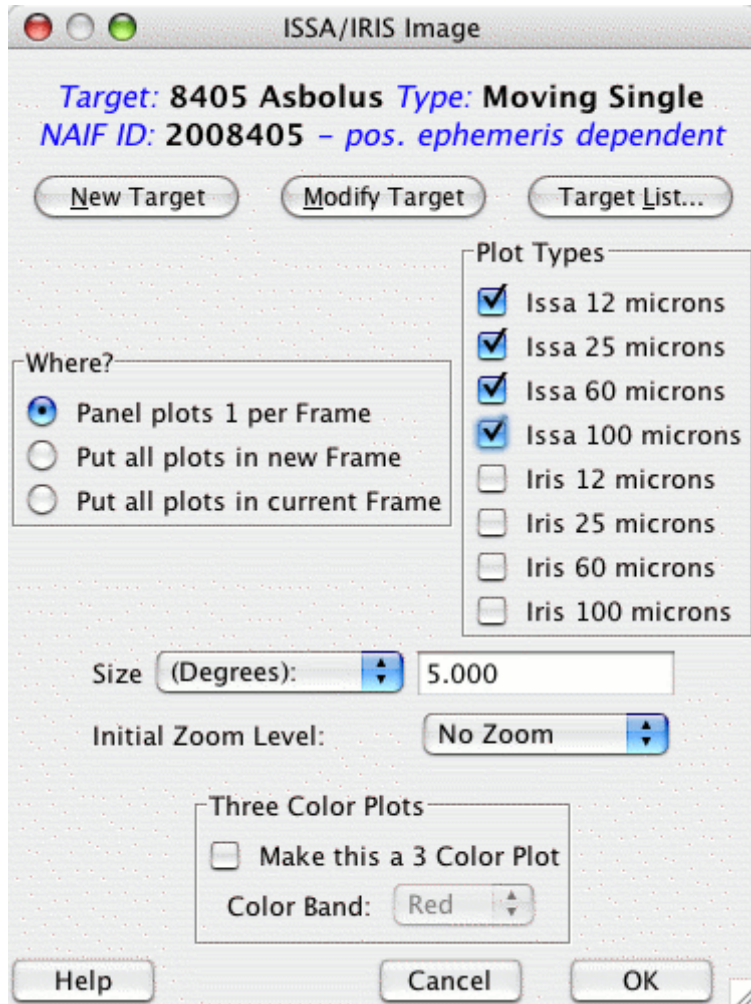 ISSA/IRIS Image
Target: 8405 Asbolus Type: Moving Single
NAIF ID: 2008405 – pos. ephemeris dependent
New Target
Modify Target
Target List...
Plot Types
Issa 12 microns
Issa 25 microns
Issa 60 microns
Issa 100 microns
Iris 12 microns
Iris 25 microns
Iris 60 microns
Iris 100 microns
Where?
Panel plots 1 per Frame
Put all plots in new Frame
Put all plots in current Frame
Size (Degrees): 5.000
Initial Zoom Level: No Zoom
Three Color Plots
Make this a 3 Color Plot
Color Band: Red
Help
Cancel
OK